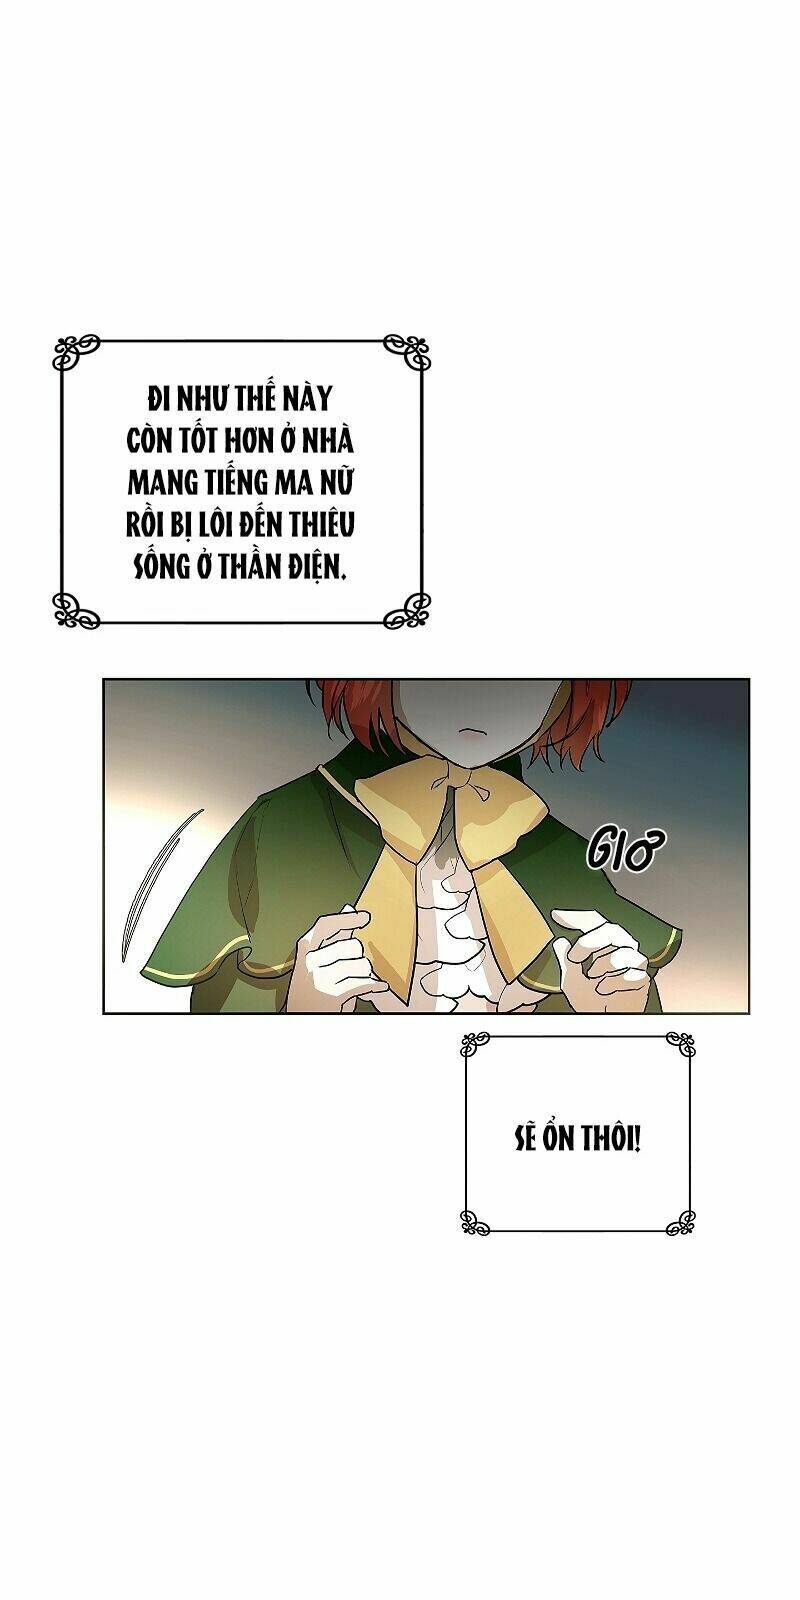 ĐI NHƯ THẾ NÀY
CÒN TỐT HƠN Ở NHÀ
MANG TIẾNG MA NỮ
RỒI BỊ LÔI ĐẾN THIÊU
SỐNG Ở THẦN ĐIỆN.
GIƠ
SẼ ỔN THÔI!